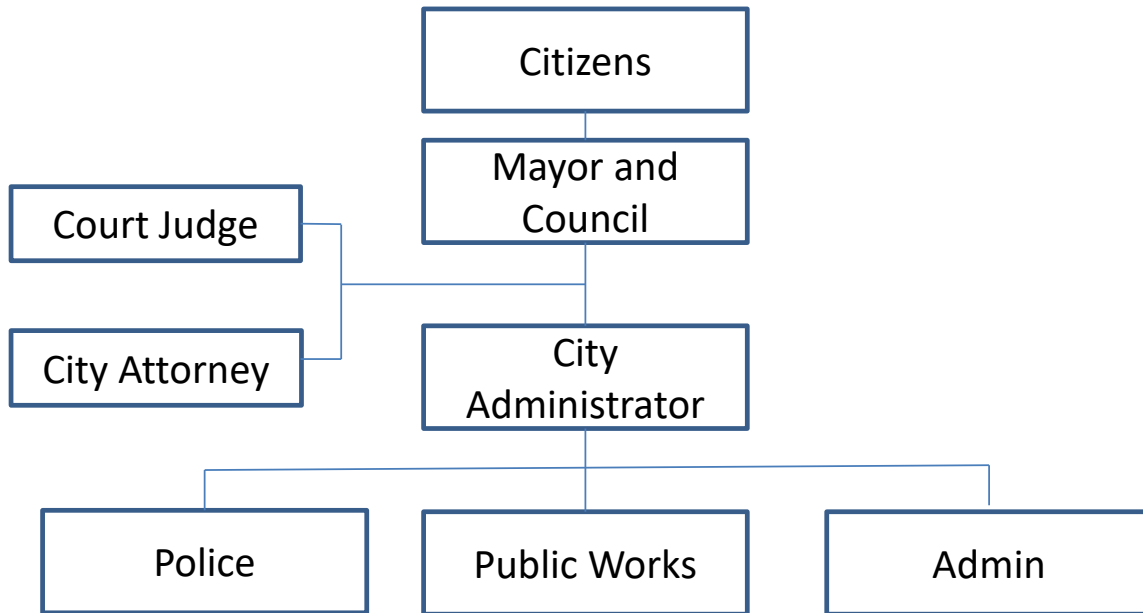 Citizens
Mayor and
Council
Court Judge
City Attorney
City
Administrator
Police
Public Works
Admin